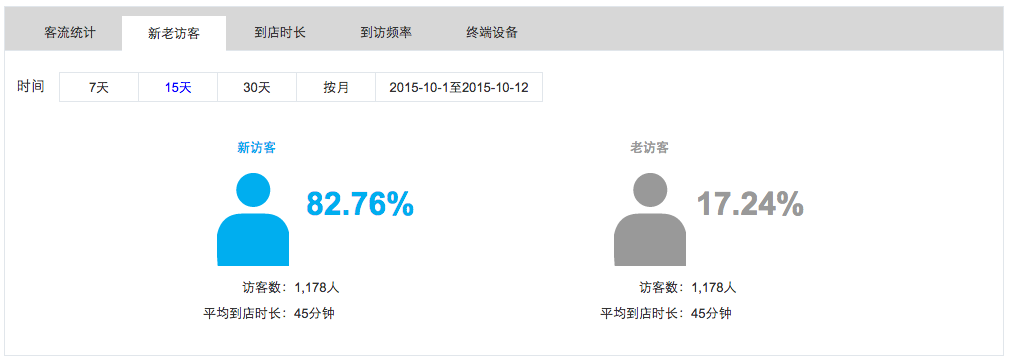 客流统计 新老访客 到店时长 到访频率 终端设备
时间 7天 15天 30天 按月 2015-10-1至2015-10-12
新访客 老访客
82.76% 17.24%
访客数：1,178人 访客数：1,178人
平均到店时长：45分钟 平均到店时长：45分钟